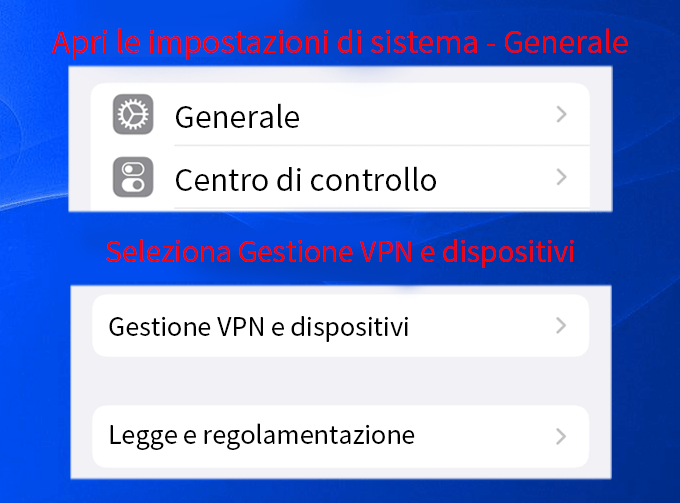 Apri le impostazioni di sistema - Generale
Generale
Centro di controllo
Seleziona Gestione VPN e dispositivi
Gestione VPN e dispositivi
Legge e regolamentazione